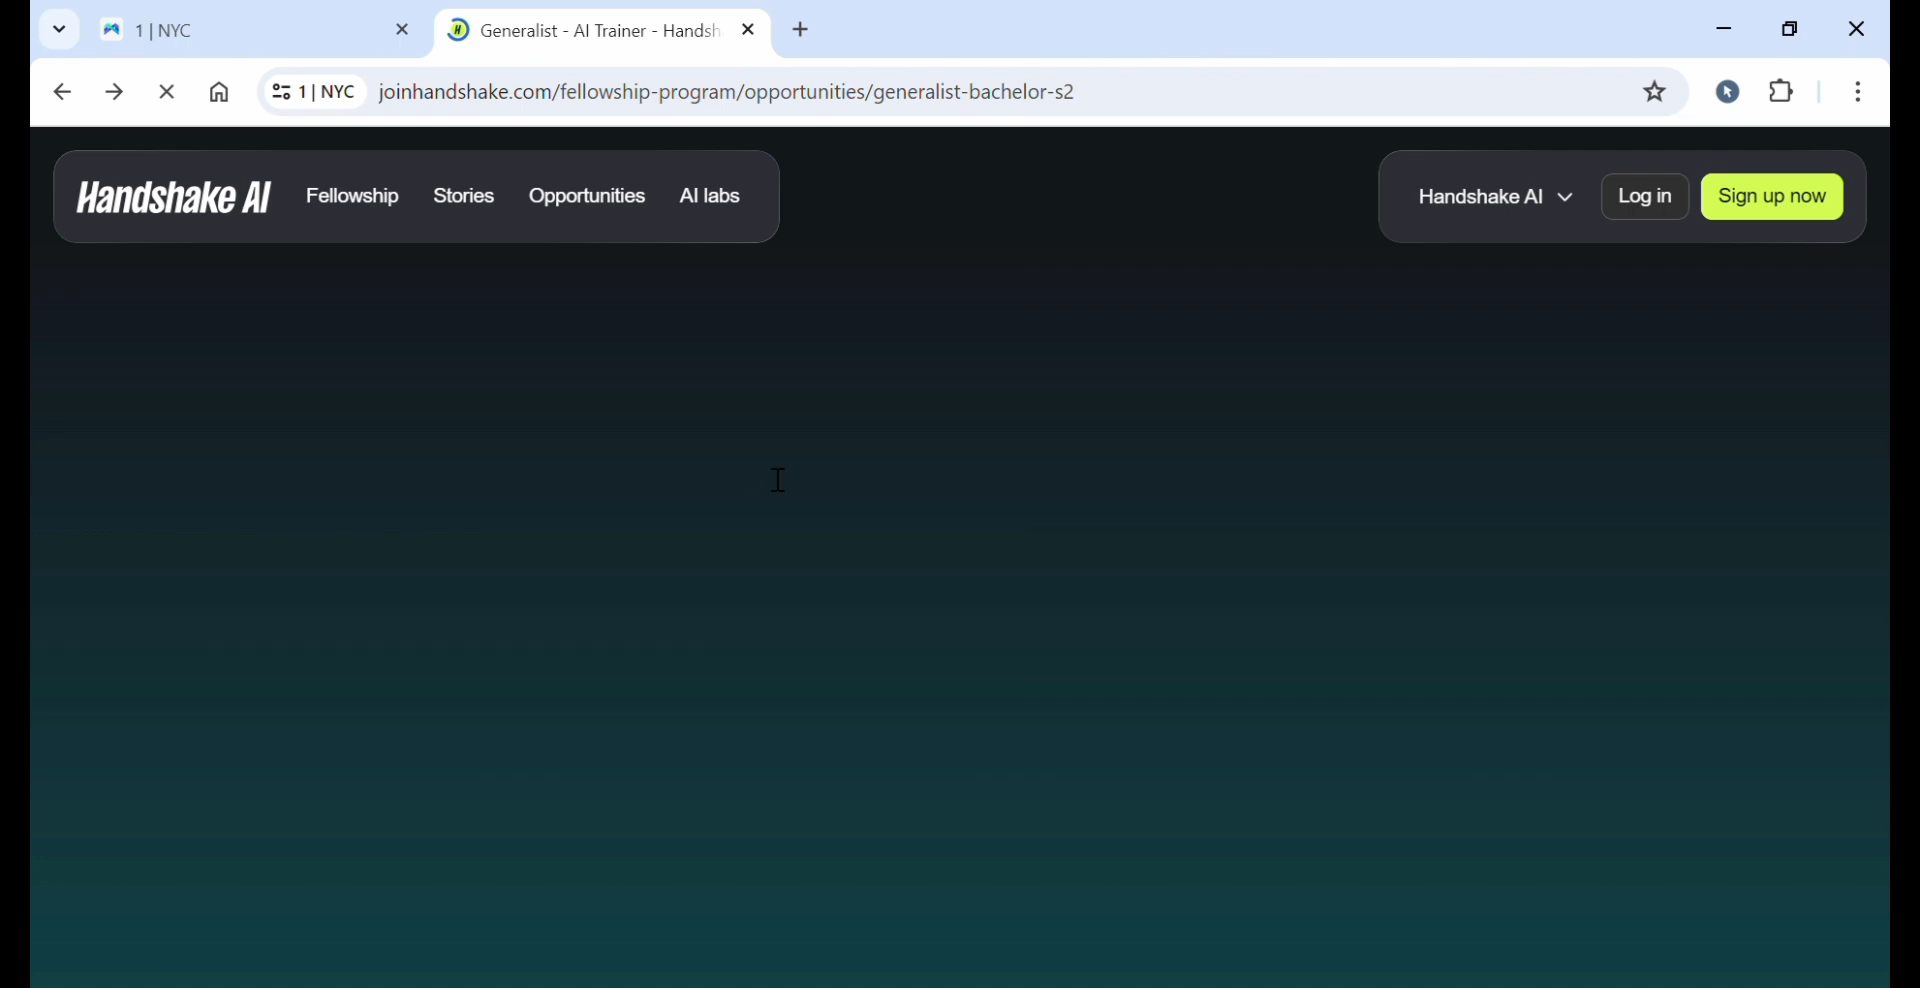 1 | NYC
Generalist - AI Trainer - Handsh
1 | NYC
joinhandshake.com/fellowship-program/opportunities/generalist-bachelor-s2
Handshake AI
Fellowship
Stories
Opportunities
AI labs
Handshake AI
Log in
Sign up now